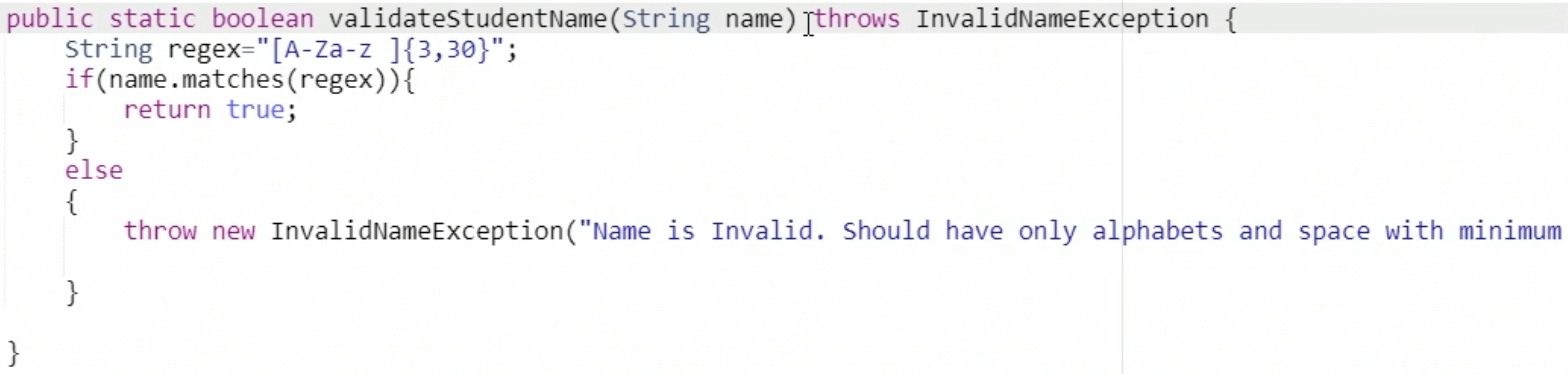 public static boolean validateStudentName(String name) throws InvalidNameException {
    String regex="[A-Za-z ]{3,30}";
    if(name.matches(regex)){
        return true;
    }
    else
    {
        throw new InvalidNameException("Name is Invalid. Should have only alphabets and space with minimum
    }
}